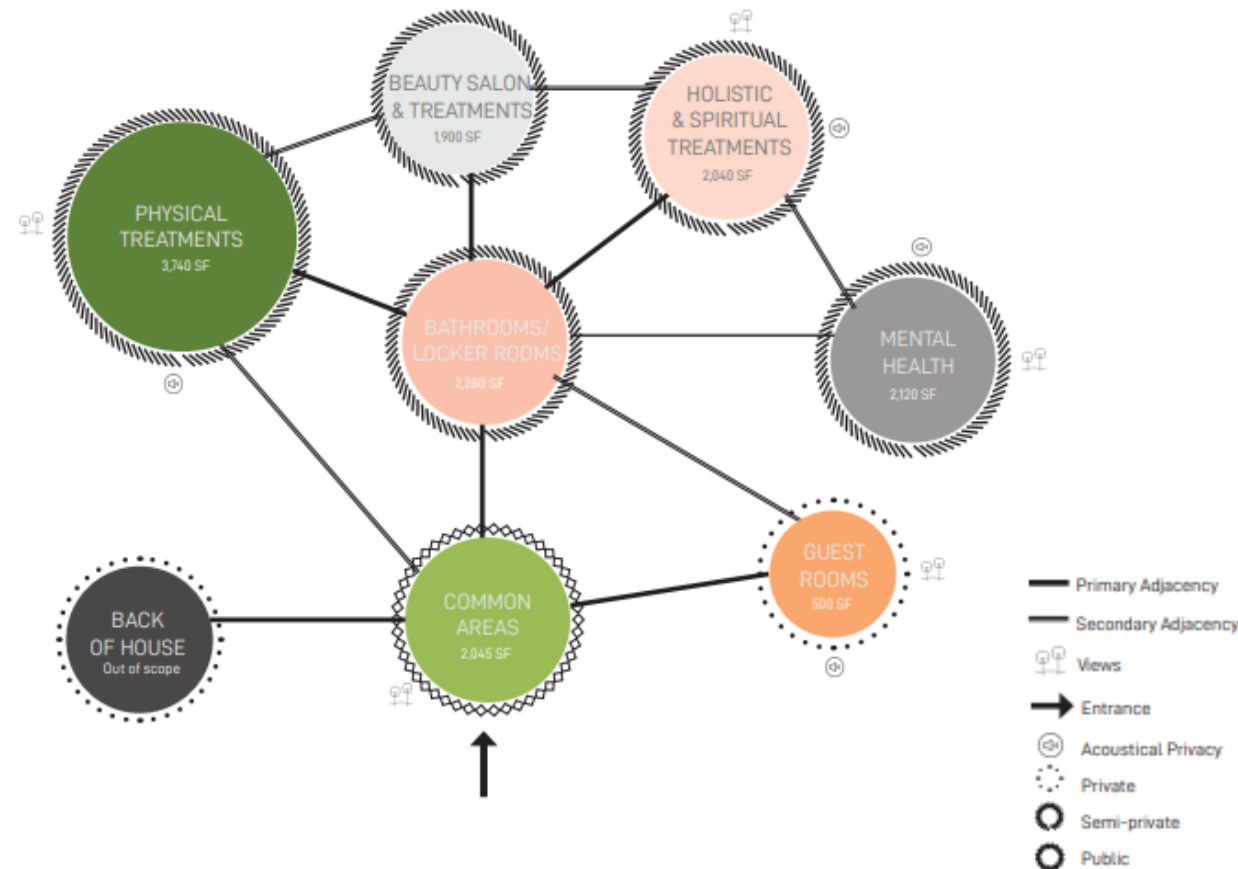 BEAUTY SALON
& TREATMENTS
1,900 SF
HOLISTIC
& SPIRITUAL
TREATMENTS
2,040 SF
PHYSICAL
TREATMENTS
3,740 SF
BATHROOMS/
LOCKER ROOMS
2,280 SF
MENTAL
HEALTH
2,120 SF
GUEST
ROOMS
500 SF
BACK
OF HOUSE
Out of scope
COMMON
AREAS
2,045 SF
Primary Adjacency
Secondary Adjacency
Views
Entrance
Acoustical Privacy
Private
Semi-private
Public